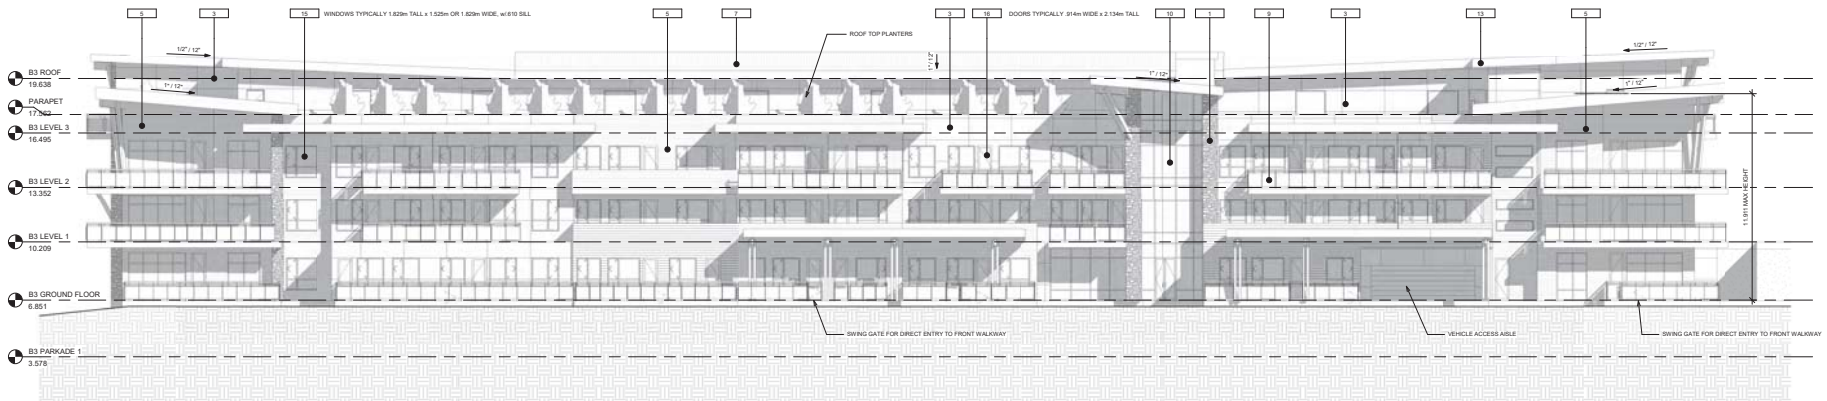 5
3
15
WINDOWS TYPICALLY 1.829m TALL x 1.525m OR 1.829m WIDE, w/.610 SILL
5
7
3
16
DOORS TYPICALLY .914m WIDE x 2.134m TALL
10
1
9
3
13
5
ROOF TOP PLANTERS
1/2" / 12"
1/2" / 12"
1" / 12"
1" / 12"
1" / 12"
1" / 12"
B3 ROOF
19.638
PARAPET
B3 LEVEL 3
16.495
B3 LEVEL 2
13.352
B3 LEVEL 1
10.209
B3 GROUND FLOOR
6.851
B3 PARKADE 1
3.578
11.911 MAX HEIGHT
SWING GATE FOR DIRECT ENTRY TO FRONT WALKWAY
VEHICLE ACCESS AISLE
SWING GATE FOR DIRECT ENTRY TO FRONT WALKWAY